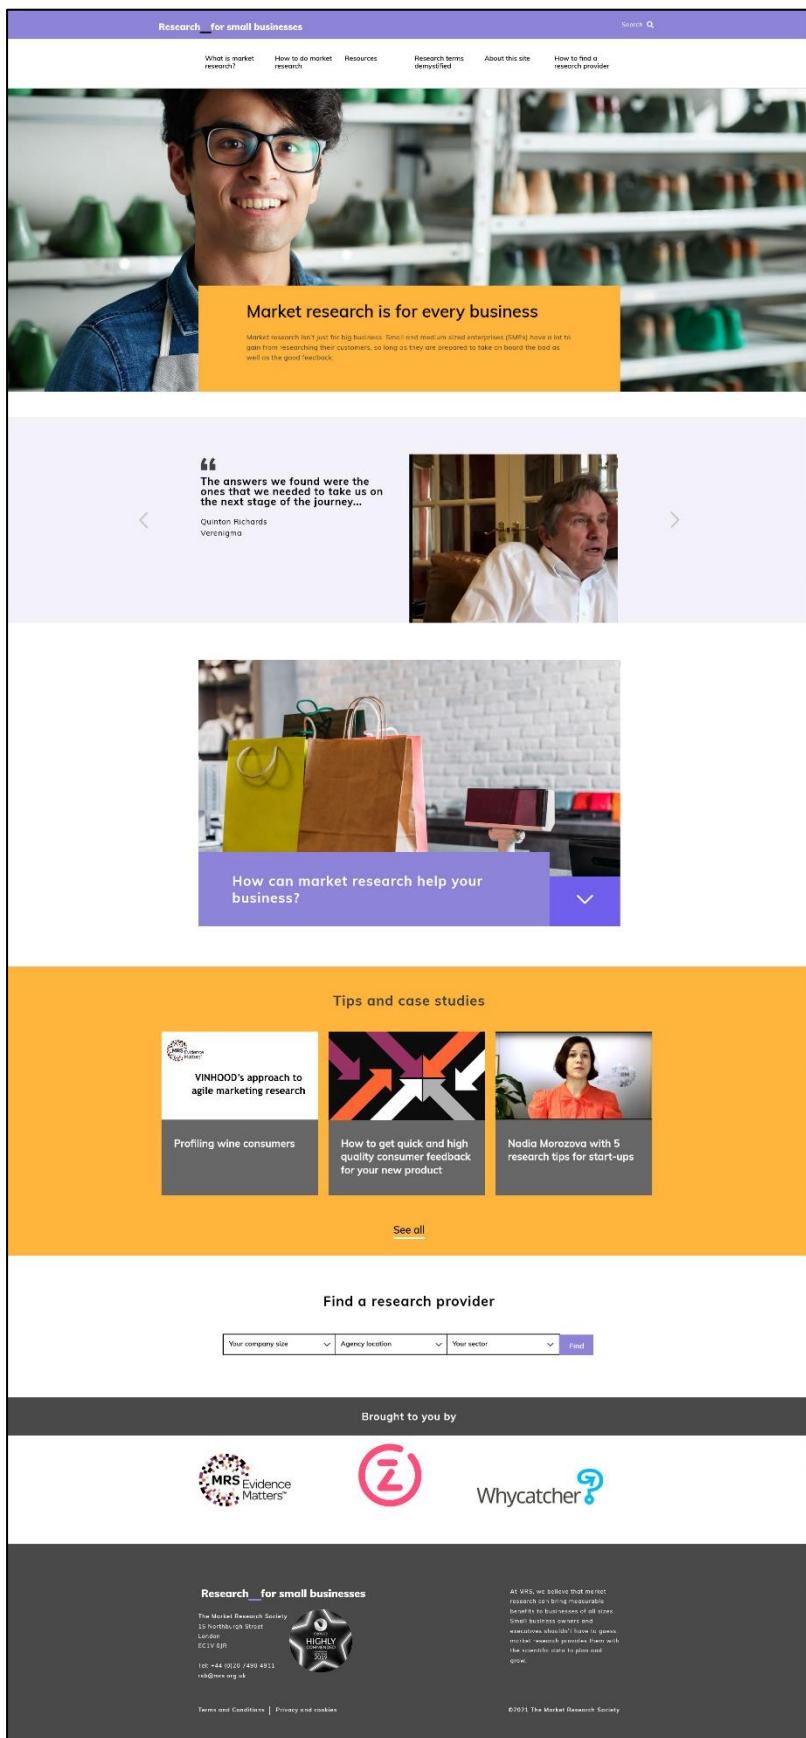 Research__for small businesses
Search
What is market research?
How to do market research
Resources
Research terms demystified
About this site
How to find a research provider
Market research is for every business
Market research isn't just for big business. Small and medium sized enterprises (SMEs) have a lot to
gain from researching their customers, so long as they are prepared to take on board the bad as
well as the good feedback.
“
The answers we found were the
ones that we needed to take us on
the next stage of the journey...
Quinton Richards
Verenigma
How can market research help your
business?
Tips and case studies
MRS Evidence
Matters
VINHOOD's approach to
agile marketing research
Profiling wine consumers
How to get quick and high
quality consumer feedback
for your new product
Nadia Morozova with 5
research tips for start-ups
See all
Find a research provider
Your company size
Agency location
Your sector
Find
Brought to you by
MRS Evidence
Matters™
Z
Whycatcher?
Research__for small businesses
The Market Research Society
15 Northburgh Street
London
EC1V 0JR
Tel: +44 (0)20 7490 4911
rsb@mrs.org.uk
HIGHLY
COMMENDED
2019
At MRS, we believe that market
research can bring measurable
benefits to businesses of all sizes.
Small business owners and
executives shouldn't have to guess
market research provides them with
the scientific data to plan and
grow.
Terms and Conditions | Privacy and cookies
©2021 The Market Research Society